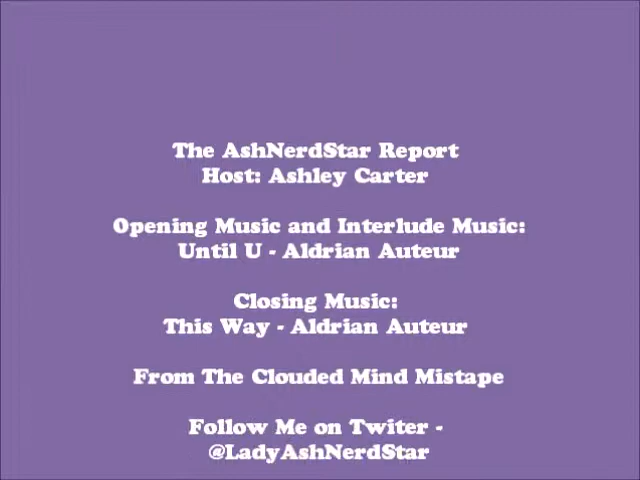 The AshNerdStar Report
Host: Ashley Carter
Opening Music and Interlude Music:
Until U - Aldrian Auteur
Closing Music:
This Way - Aldrian Auteur
From The Clouded Mind Mistape
Follow Me on Twiter -
@LadyAshNerdStar